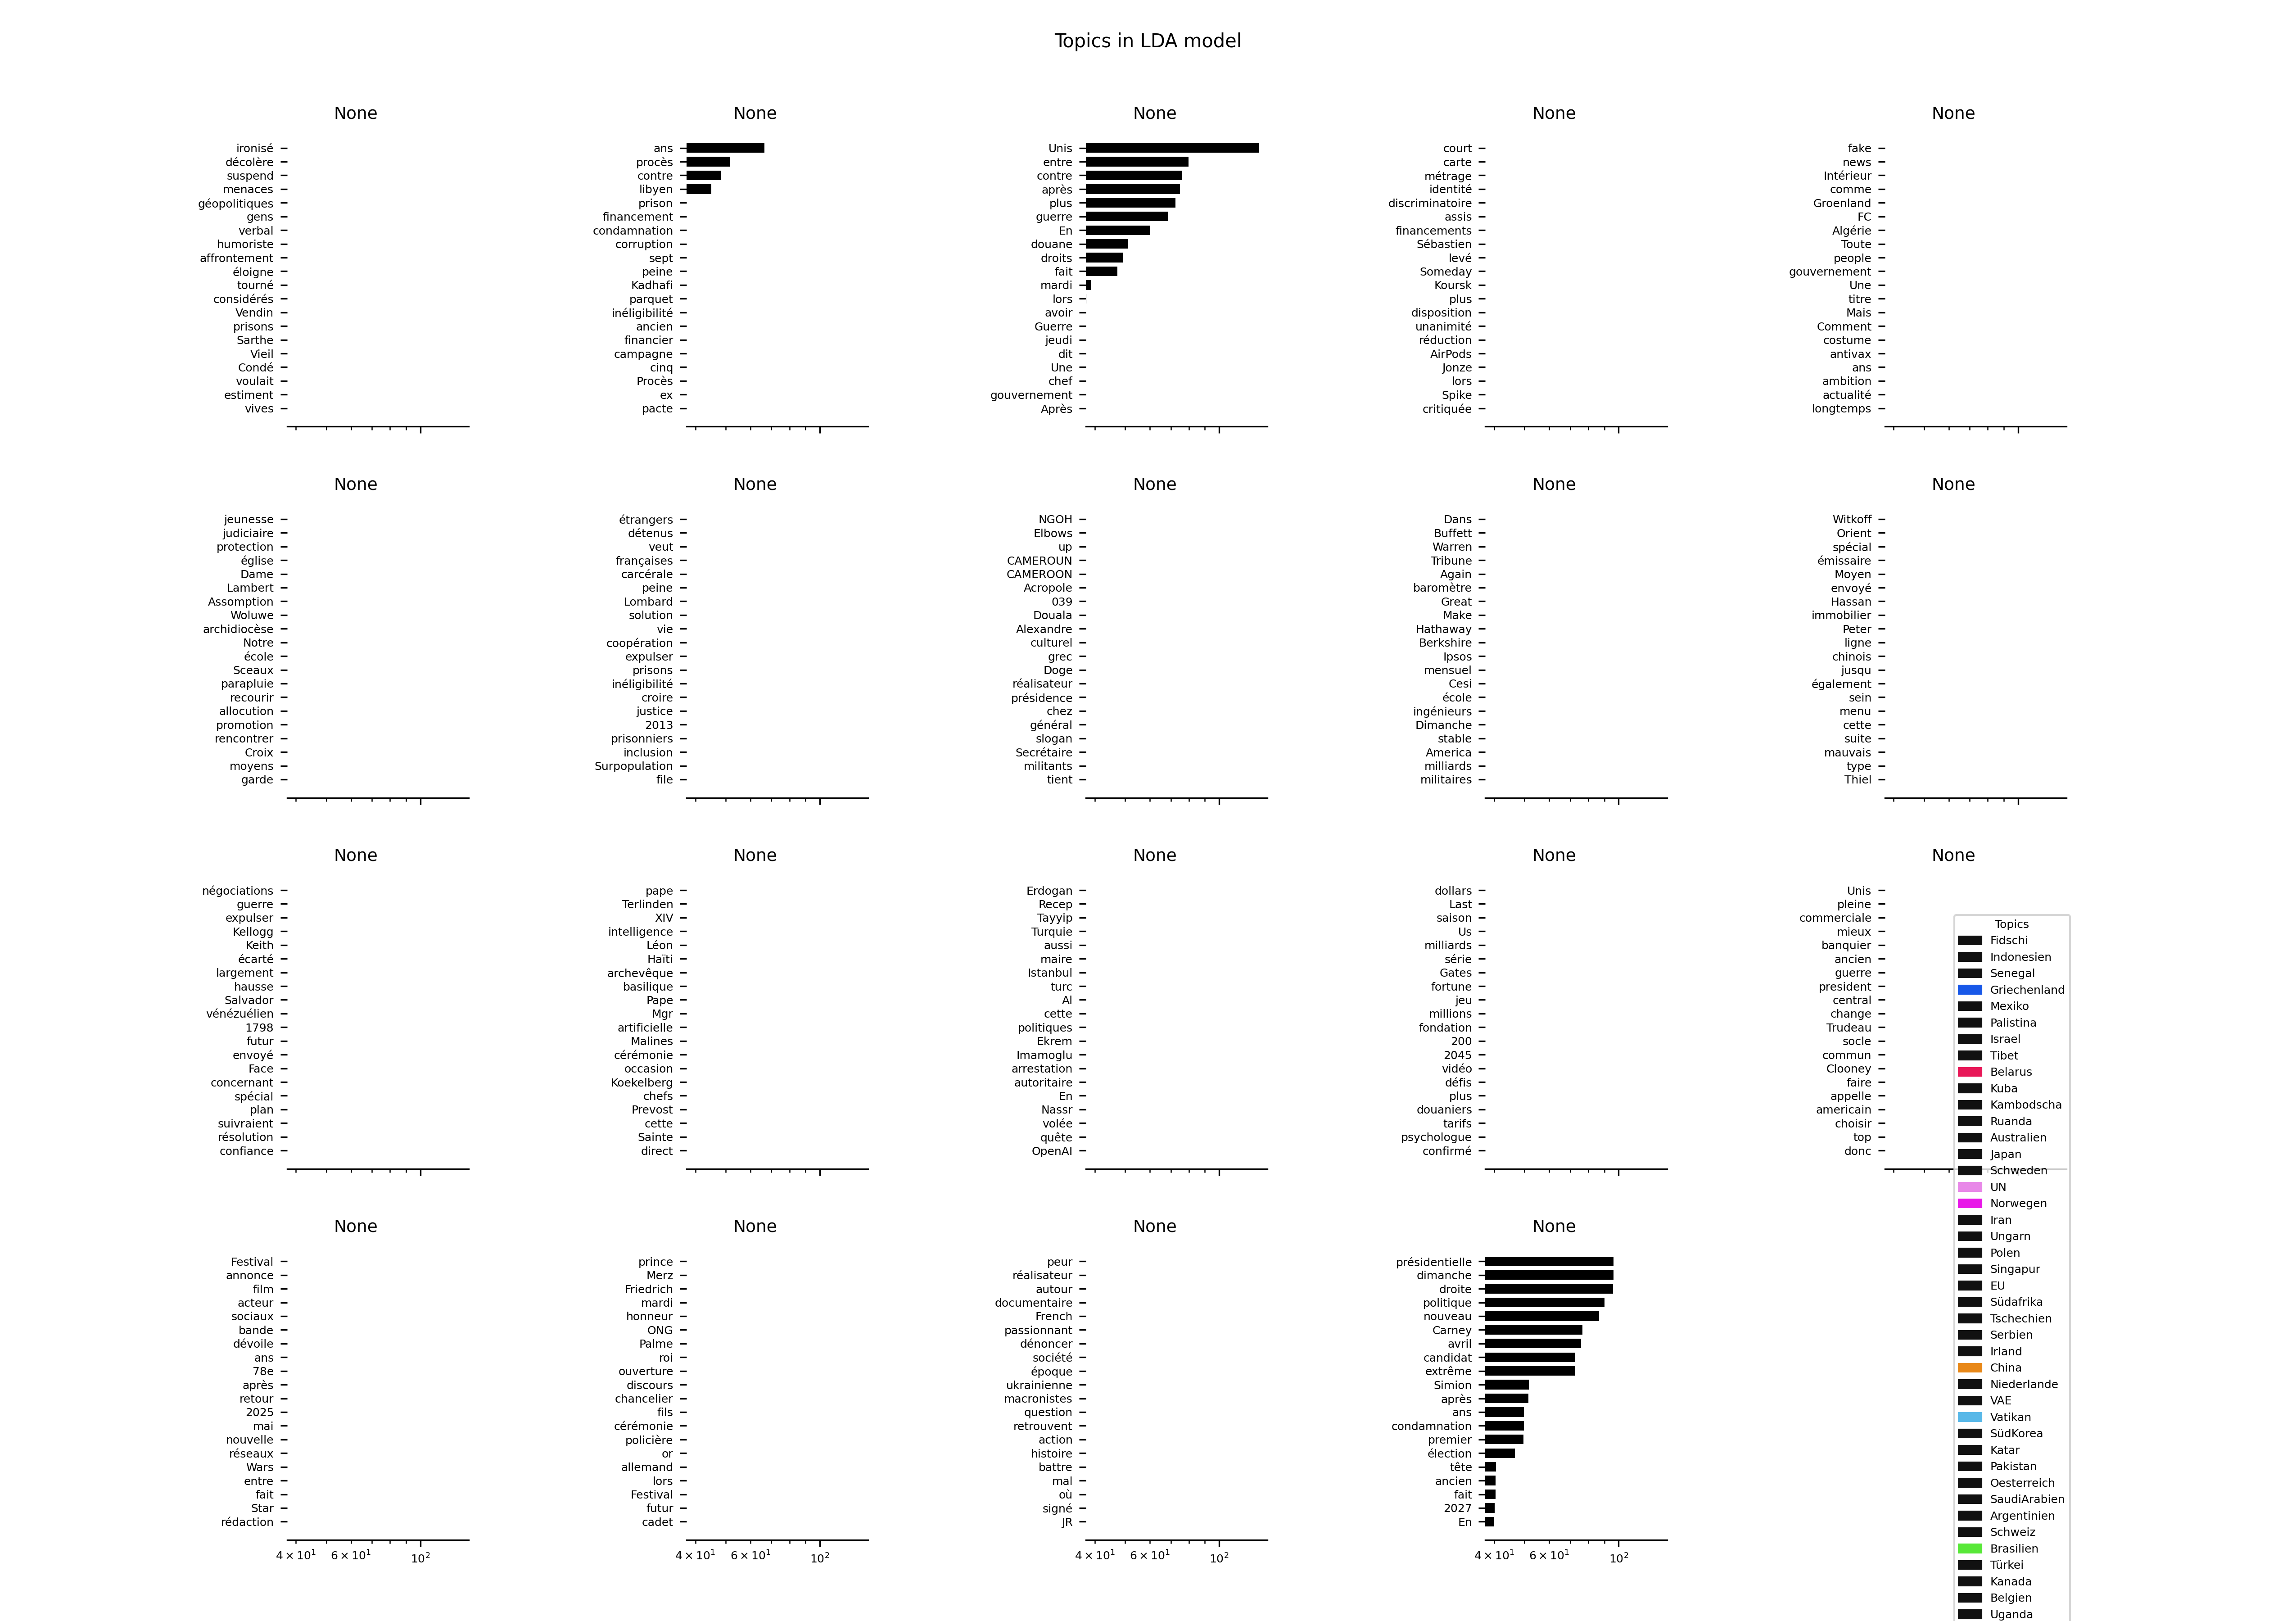 Topics in LDA model
None
ironisé
décolère
suspend
menaces
géopolitiques
gens
verbal
humoriste
affrontement
éloigne
tourné
considérés
Vendin
prisons
Sarthe
Vieil
Condé
voulait
estiment
vives
None
ans
procès
contre
libyen
prison
financement
condamnation
corruption
sept
peine
Kadhafi
parquet
inéligibilité
ancien
financier
campagne
cinq
Procès
ex
pacte
None
Unis
entre
contre
après
plus
guerre
En
douane
droits
fait
mardi
lors
avoir
Guerre
jeudi
dit
Une
chef
gouvernement
Après
None
court
carte
métrage
identité
discriminatoire
assis
financements
Sébastien
levé
Someday
Koursk
plus
disposition
unanimité
réduction
AirPods
Jonze
lors
Spike
critiquée
None
fake
news
Intérieur
comme
Groenland
FC
Algérie
Toute
people
gouvernement
Une
titre
Mais
Comment
costume
antivax
ans
ambition
actualité
longtemps
None
jeunesse
judiciaire
protection
église
Dame
Lambert
Assomption
Woluwe
archidiocèse
Notre
école
Sceaux
parapluie
recourir
allocution
promotion
rencontrer
Croix
moyens
garde
None
étrangers
détenus
veut
françaises
carcérale
peine
Lombard
solution
vie
coopération
expulser
prisons
inéligibilité
croire
justice
2013
prisonniers
inclusion
Surpopulation
file
None
NGOH
Elbows
up
CAMEROUN
CAMEROON
Acropole
039
Douala
Alexandre
culturel
grec
Doge
réalisateur
présidence
chez
général
slogan
Secrétaire
militants
tient
None
Dans
Buffett
Warren
Tribune
Again
baromètre
Great
Make
Hathaway
Berkshire
Ipsos
mensuel
Cesi
école
ingénieurs
Dimanche
stable
America
milliards
militaires
None
Witkoff
Orient
spécial
émissaire
Moyen
envoyé
Hassan
immobilier
Peter
ligne
chinois
jusqu
également
sein
menu
cette
suite
mauvais
type
Thiel
None
négociations
guerre
expulser
Kellogg
Keith
écarté
largement
hausse
Salvador
vénézuélien
1798
futur
envoyé
Face
concernant
spécial
plan
suivraient
résolution
confiance
None
pape
Terlinden
XIV
intelligence
Léon
Haïti
archevêque
basilique
Pape
Mgr
artificielle
Malines
cérémonie
occasion
Koekelberg
chefs
Prevost
cette
Sainte
direct
None
Erdogan
Recep
Tayyip
Turquie
aussi
maire
Istanbul
turc
Al
cette
politiques
Ekrem
Imamoglu
arrestation
autoritaire
En
Nassr
volée
quête
OpenAI
None
dollars
Last
saison
Us
milliards
série
Gates
fortune
jeu
millions
fondation
200
2045
vidéo
défis
plus
douaniers
tarifs
psychologue
confirmé
None
Unis
pleine
commerciale
mieux
banquier
ancien
guerre
president
central
change
Trudeau
socle
commun
Clooney
faire
appelle
americain
choisir
top
donc
None
Festival
annonce
film
acteur
sociaux
bande
dévoile
ans
78e
après
retour
2025
mai
nouvelle
réseaux
Wars
entre
fait
Star
rédaction
4 × 10¹ 6 × 10¹ 10²
None
prince
Merz
Friedrich
mardi
honneur
ONG
Palme
roi
ouverture
discours
chancelier
fils
cérémonie
policière
or
allemand
lors
Festival
futur
cadet
4 × 10¹ 6 × 10¹ 10²
None
peur
réalisateur
autour
documentaire
French
passionnant
dénoncer
société
époque
ukrainienne
macronistes
question
retrouvent
action
histoire
battre
mal
où
signé
JR
4 × 10¹ 6 × 10¹ 10²
None
présidentielle
dimanche
droite
politique
nouveau
Carney
avril
candidat
extrême
Simion
après
ans
condamnation
premier
élection
tête
ancien
fait
2027
En
4 × 10¹ 6 × 10¹ 10²
Topics
Fidschi
Indonesien
Senegal
Griechenland
Mexiko
Palistina
Israel
Tibet
Belarus
Kuba
Kambodscha
Ruanda
Australien
Japan
Schweden
UN
Norwegen
Iran
Ungarn
Polen
Singapur
EU
Südafrika
Tschechien
Serbien
Irland
China
Niederlande
VAE
Vatikan
SüdKorea
Katar
Pakistan
Oesterreich
SaudiArabien
Argentinien
Schweiz
Brasilien
Türkei
Kanada
Belgien
Uganda